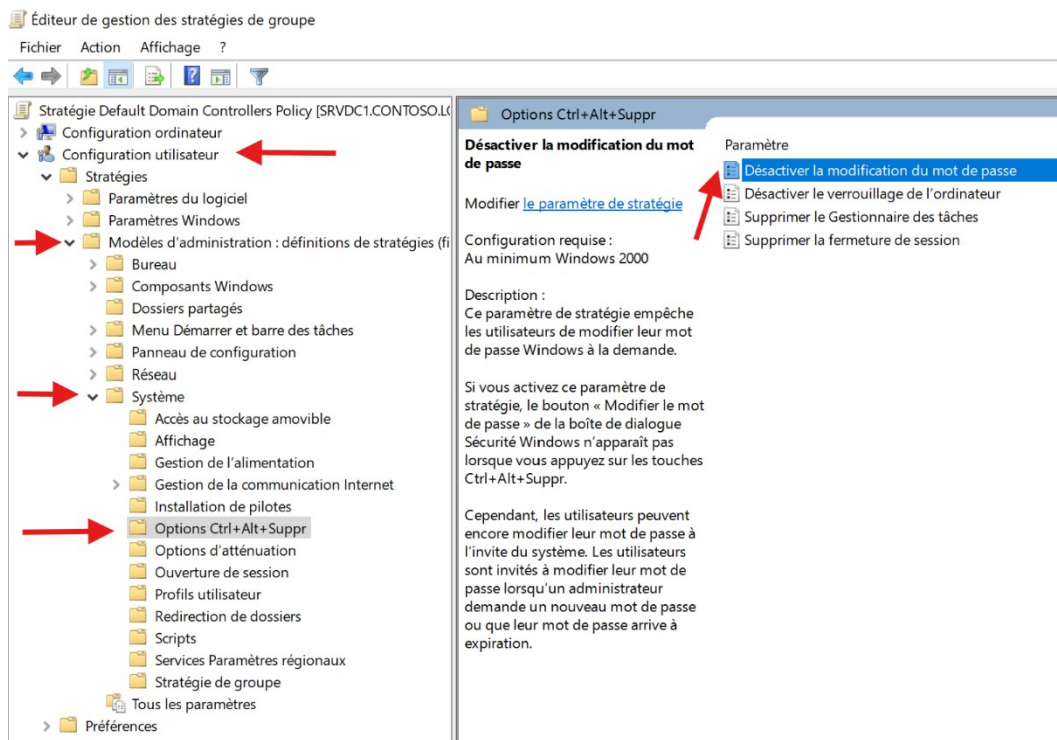 Éditeur de gestion des stratégies de groupe
Fichier Action Affichage ?
Stratégie Default Domain Controllers Policy [SRVDC1.CONTOSO.L
Configuration ordinateur
Configuration utilisateur
Stratégies
Paramètres du logiciel
Paramètres Windows
Modèles d'administration : définitions de stratégies (fi
Bureau
Composants Windows
Dossiers partagés
Menu Démarrer et barre des tâches
Panneau de configuration
Réseau
Système
Accès au stockage amovible
Affichage
Gestion de l'alimentation
Gestion de la communication Internet
Installation de pilotes
Options Ctrl+Alt+Suppr
Options d'atténuation
Ouverture de session
Profils utilisateur
Redirection de dossiers
Scripts
Services Paramètres régionaux
Stratégie de groupe
Tous les paramètres
Préférences
Options Ctrl+Alt+Suppr
Désactiver la modification du mot
de passe
Modifier le paramètre de stratégie
Configuration requise :
Au minimum Windows 2000
Description :
Ce paramètre de stratégie empêche
les utilisateurs de modifier leur mot
de passe Windows à la demande.
Si vous activez ce paramètre de
stratégie, le bouton « Modifier le mot
de passe » de la boîte de dialogue
Sécurité Windows n'apparaît pas
lorsque vous appuyez sur les touches
Ctrl+Alt+Suppr.
Cependant, les utilisateurs peuvent
encore modifier leur mot de passe à
l'invite du système. Les utilisateurs
sont invités à modifier leur mot de
passe lorsqu'un administrateur
demande un nouveau mot de passe
ou que leur mot de passe arrive à
expiration.
Paramètre
Désactiver la modification du mot de passe
Désactiver le verrouillage de l'ordinateur
Supprimer le Gestionnaire des tâches
Supprimer la fermeture de session